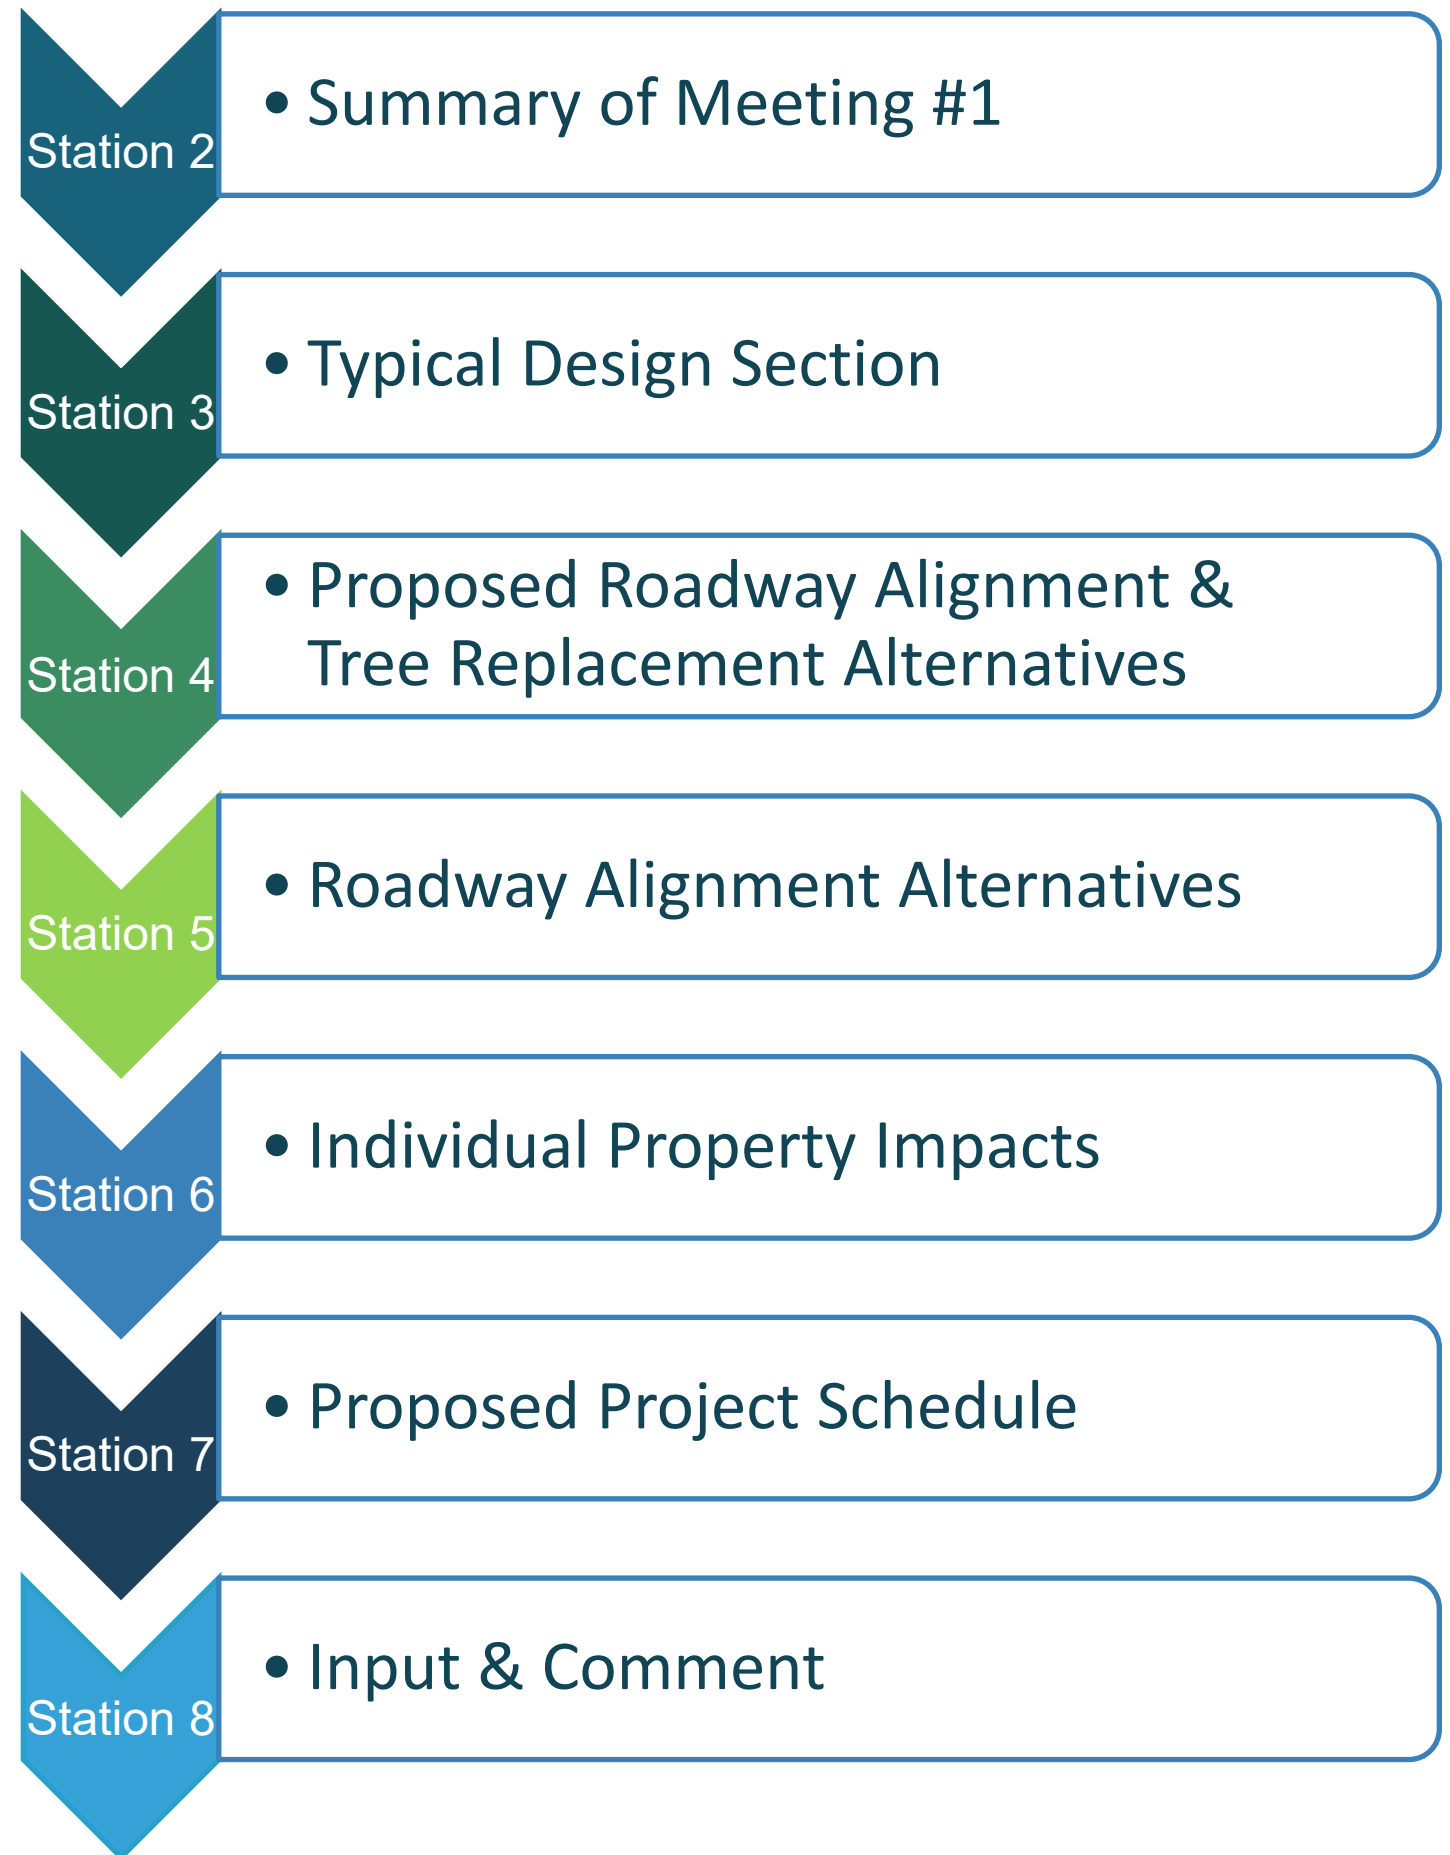 Station 2
• Summary of Meeting #1
Station 3
• Typical Design Section
Station 4
• Proposed Roadway Alignment &
Tree Replacement Alternatives
Station 5
• Roadway Alignment Alternatives
Station 6
• Individual Property Impacts
Station 7
• Proposed Project Schedule
Station 8
• Input & Comment